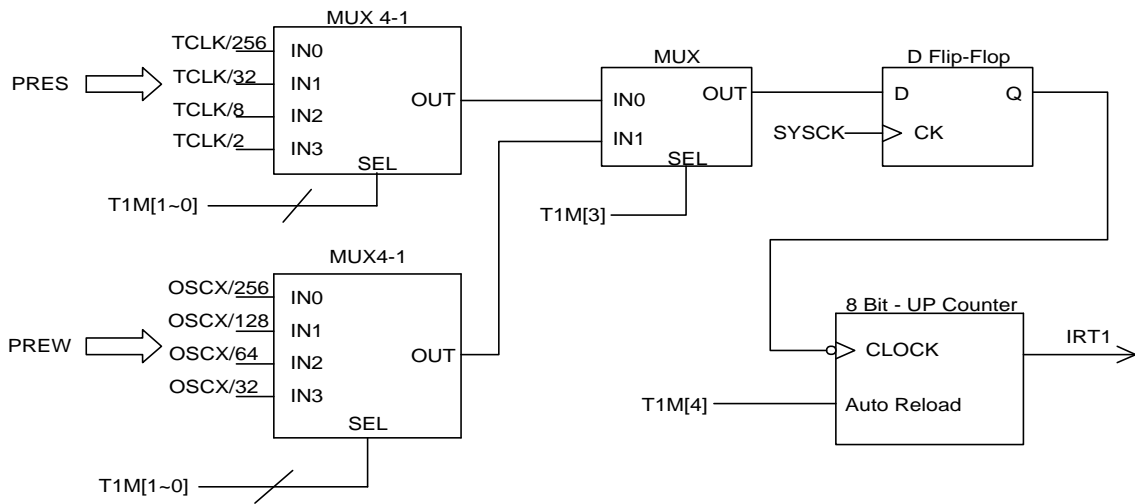 MUX 4-1
TCLK/256
IN0
PRES
TCLK/32
IN1
TCLK/8
IN2
TCLK/2
IN3
OUT
SEL
T1M[1~0]
MUX
IN0
OUT
IN1
SEL
T1M[3]
D Flip-Flop
D
Q
SYSCK
CK
MUX4-1
OSCX/256
IN0
OSCX/128
IN1
PREW
OSCX/64
IN2
OSCX/32
IN3
OUT
SEL
T1M[1~0]
8 Bit - UP Counter
CLOCK
IRT1
T1M[4]
Auto Reload